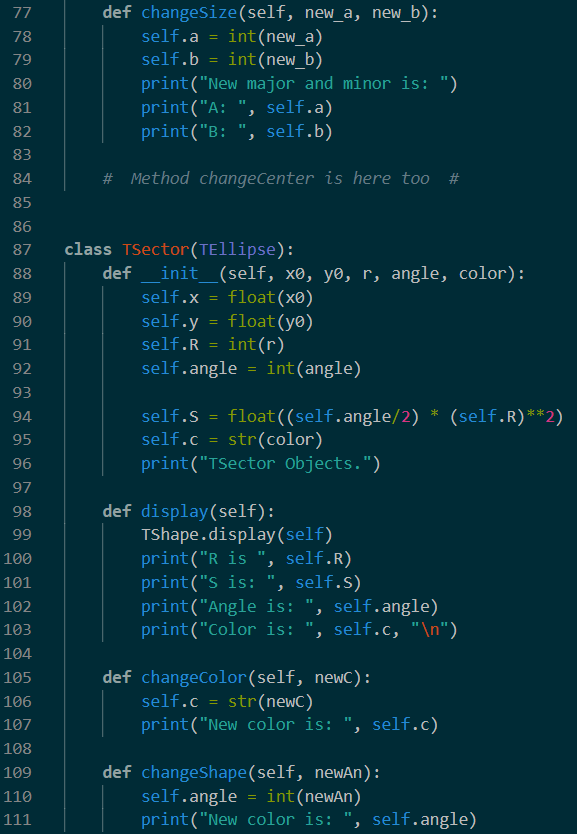 77 def changeSize(self, new_a, new_b):
78 self.a = int(new_a)
79 self.b = int(new_b)
80 print("New major and minor is: ")
81 print("A: ", self.a)
82 print("B: ", self.b)
83
84 #  Method changeCenter is here too  #
85
86
87 class TSector(TEllipse):
88 def __init__(self, x0, y0, r, angle, color):
89 self.x = float(x0)
90 self.y = float(y0)
91 self.R = int(r)
92 self.angle = int(angle)
93
94 self.S = float((self.angle/2) * (self.R)**2)
95 self.c = str(color)
96 print("TSector Objects.")
97
98 def display(self):
99 TShape.display(self)
100 print("R is ", self.R)
101 print("S is: ", self.S)
102 print("Angle is: ", self.angle)
103 print("Color is: ", self.c, "\n")
104
105 def changeColor(self, newC):
106 self.c = str(newC)
107 print("New color is: ", self.c)
108
109 def changeShape(self, newAn):
110 self.angle = int(newAn)
111 print("New color is: ", self.angle)